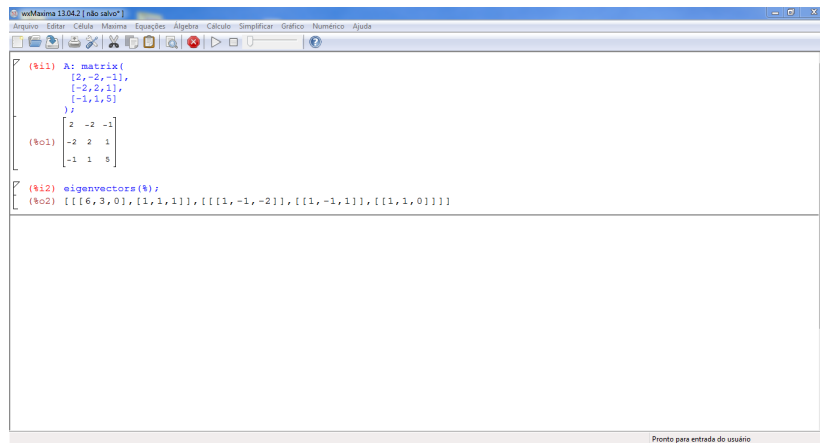 wxMaxima 13.04.2 [ não salvo* ]
Arquivo Editar Célula Maxima Equações Álgebra Cálculo Simplificar Gráfico Numérico Ajuda
(%i1) A: matrix(
[2,-2,-1],
[-2,2,1],
[-1,1,5]
);
2 -2 -1
(%o1) -2 2 1
-1 1 5
(%i2) eigenvectors(%);
(%o2) [[[6,3,0],[1,1,1]],[[[1,-1,-2]],[[1,-1,1]],[[1,1,0]]]]
Pronto para entrada do usuário